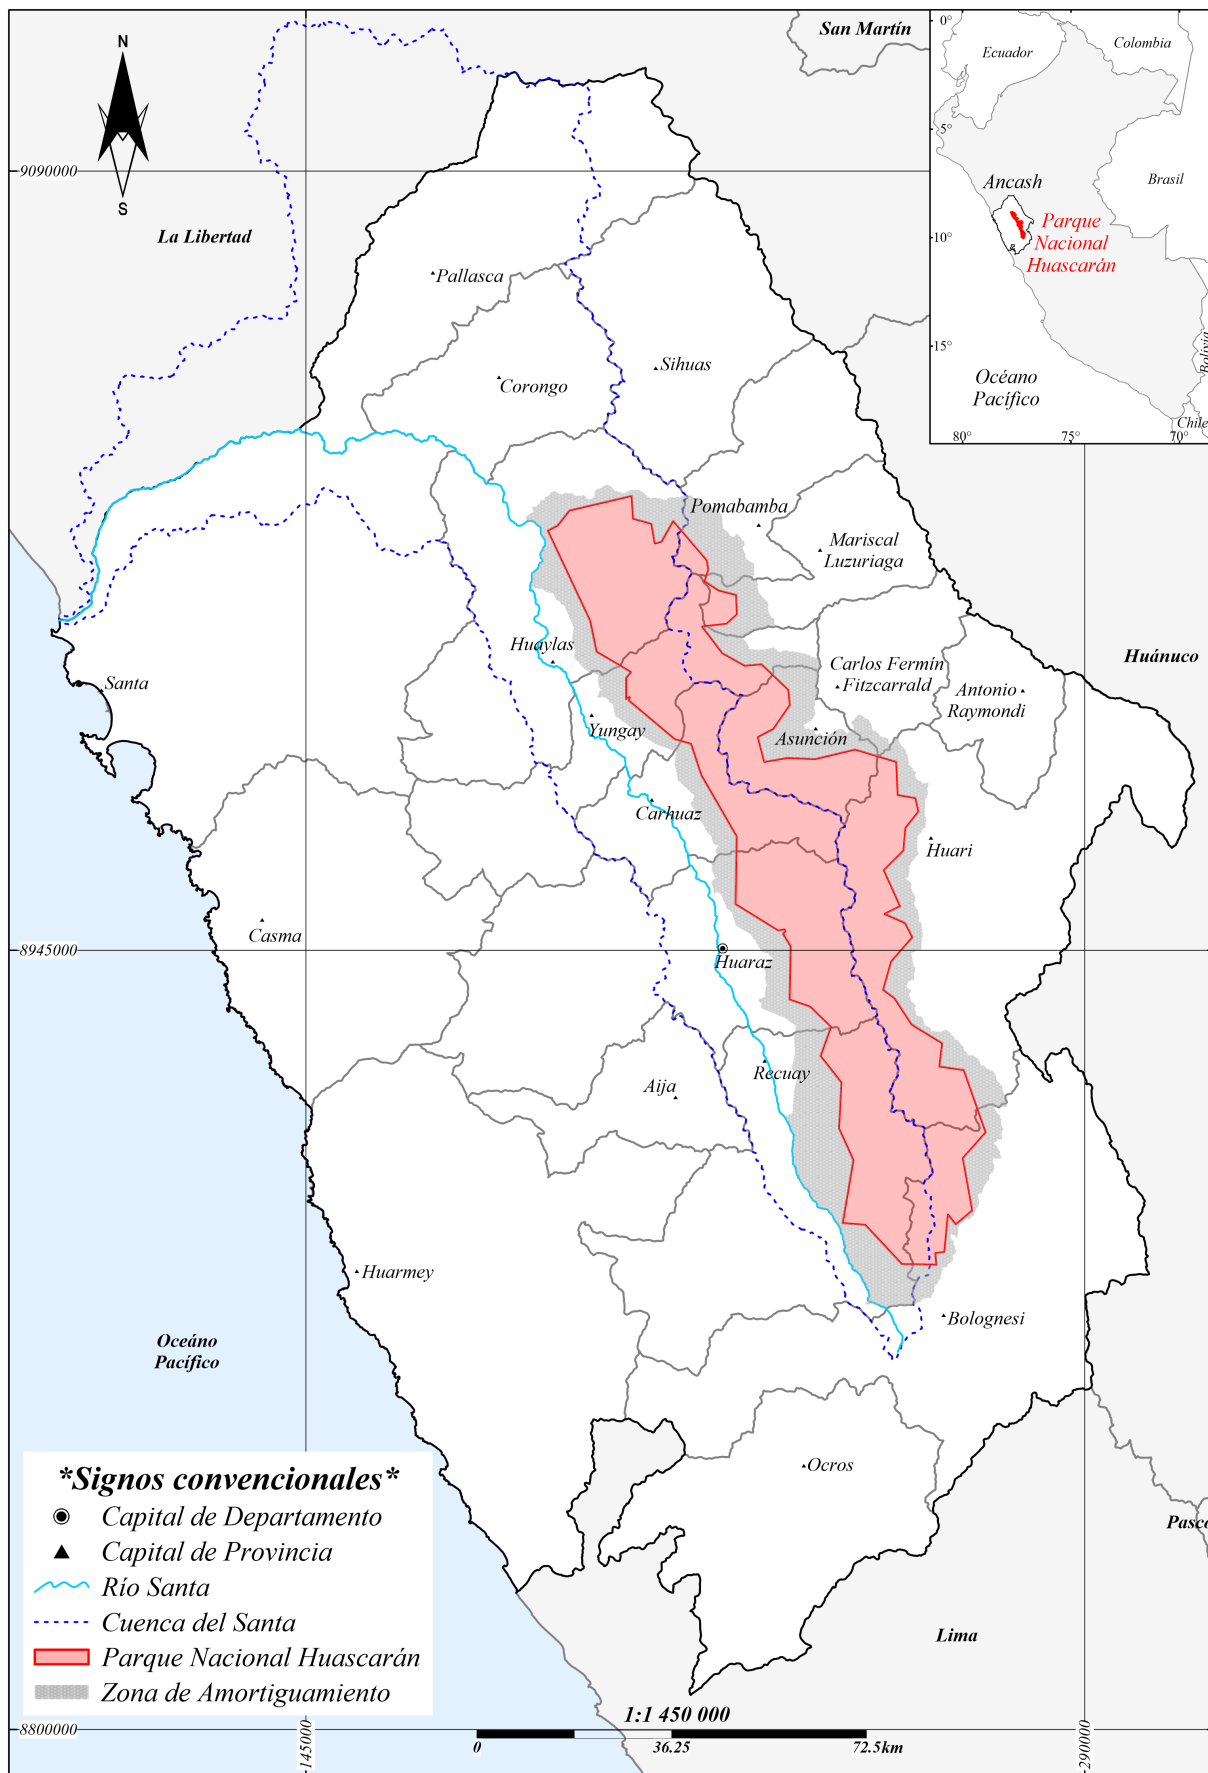 N
S
San Martín
La Libertad
Huánuco
Pasco
Lima
Oceáno
Pacífico
0°
5°
10°
15°
80°
75°
70°
Ecuador
Colombia
Brasil
Bolivia
Chile
Ancash
Parque
Nacional
Huascarán
Océano
Pacífico
9090000
8945000
8800000
145000
290000
Pallasca
Corongo
Sihuas
Pomabamba
Mariscal
Luzuriaga
Huaylas
Santa
Carlos Fermín
Fitzcarrald
Antonio
Raymondi
Yungay
Asunción
Carhuaz
Huari
Casma
Huaraz
Recuay
Aija
Huarmey
Bolognesi
Ocros
*Signos convencionales*
Capital de Departamento
Capital de Provincia
Río Santa
Cuenca del Santa
Parque Nacional Huascarán
Zona de Amortiguamiento
1:1 450 000
0
36.25
72.5km